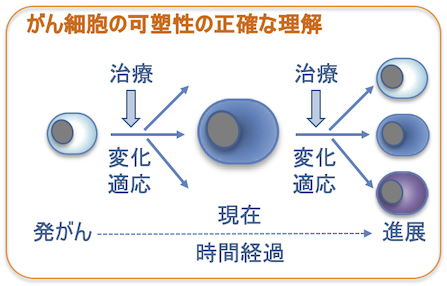 がん細胞の可塑性の正確な理解
治療
治療
変化
適応
変化
適応
現在
発がん
進展
時間経過